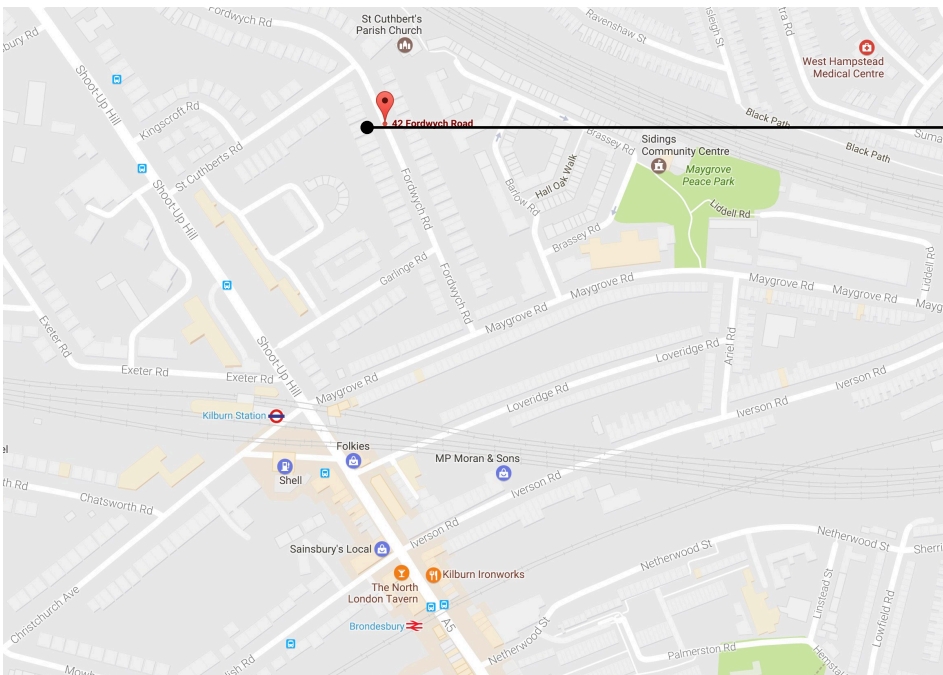 Fordwych Rd
St Cuthbert's
Parish Church
Ravenshaw St
West Hampstead
Medical Centre
Shoot-Up Hill
Kingscroft Rd
42 Fordwych Road
Black Path
Brassey Rd
Sidings
Community Centre
Black Path
St Cuthberts Rd
Maygrove
Peace Park
Hall Oak Walk
Barlow Rd
Fordwych Rd
Liddell Rd
Shoot-Up Hill
Brassey Rd
Garlinge Rd
Liddell Rd
Fordwych Rd
Maygrove Rd
Maygrove Rd
Maygrove Rd
Maygrove Rd
Exeter Rd
Ariel Rd
Loveridge Rd
Shoot-Up Hill
Exeter Rd
Exeter Rd
Maygrove Rd
Iverson Rd
Loveridge Rd
Iverson Rd
Kilburn Station
Folkies
MP Moran & Sons
Shell
Iverson Rd
Chatsworth Rd
Iverson Rd
Netherwood St
Sainsbury's Local
Netherwood St
Kilburn Ironworks
The North
London Tavern
Linstead St
Lowfield Rd
Christchurch Ave
Brondesbury
A5
Netherwood St
Palmerston Rd